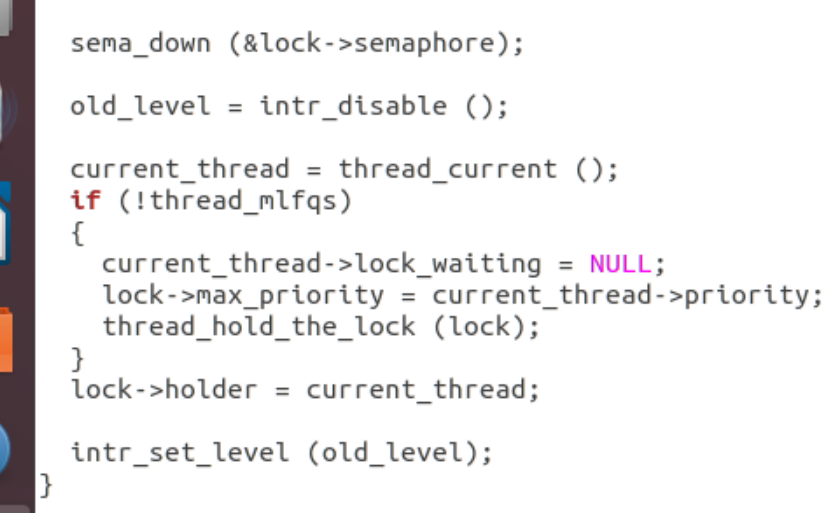 sema_down (&lock->semaphore);
old_level = intr_disable ();
current_thread = thread_current ();
if (!thread_mlfqs)
{
current_thread->lock_waiting = NULL;
lock->max_priority = current_thread->priority;
thread_hold_the_lock (lock);
}
lock->holder = current_thread;
intr_set_level (old_level);
}